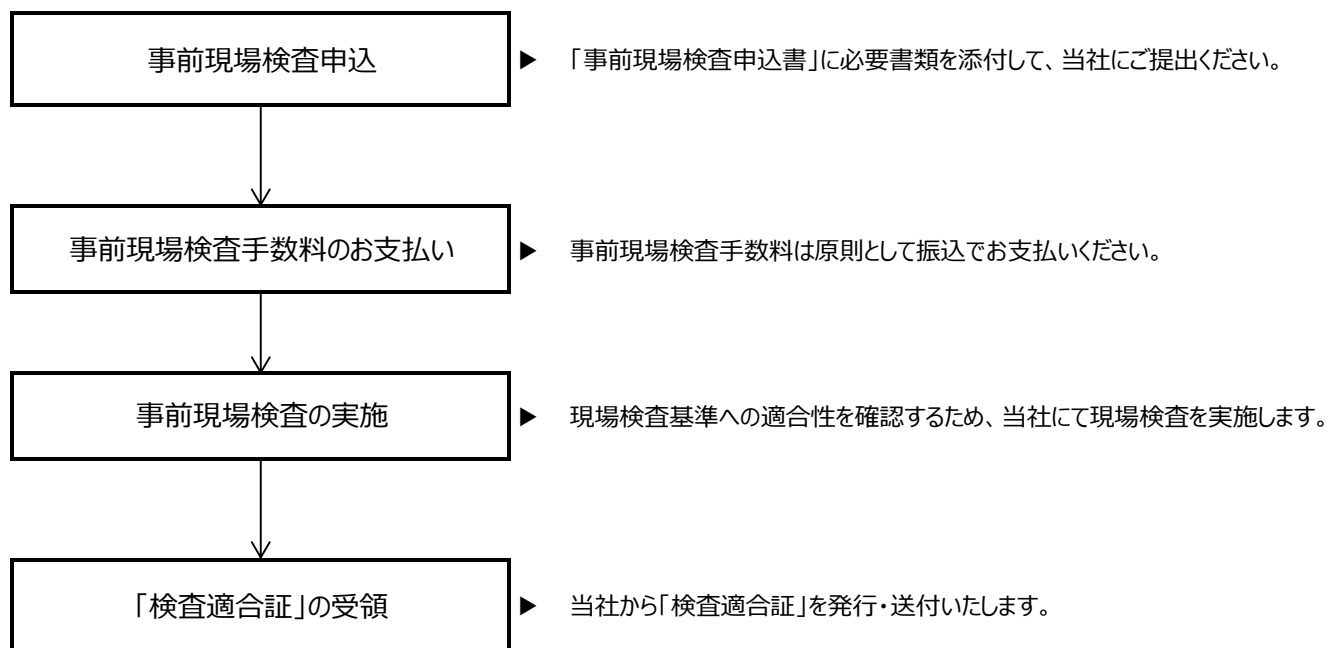 事前現場検査申込
▶ 「事前現場検査申込書」に必要書類を添付して、当社にご提出ください。
事前現場検査手数料のお支払い
▶ 事前現場検査手数料は原則として振込でお支払いください。
事前現場検査の実施
▶ 現場検査基準への適合性を確認するため、当社にて現場検査を実施します。
「検査適合証」の受領
▶ 当社から「検査適合証」を発行・送付いたします。